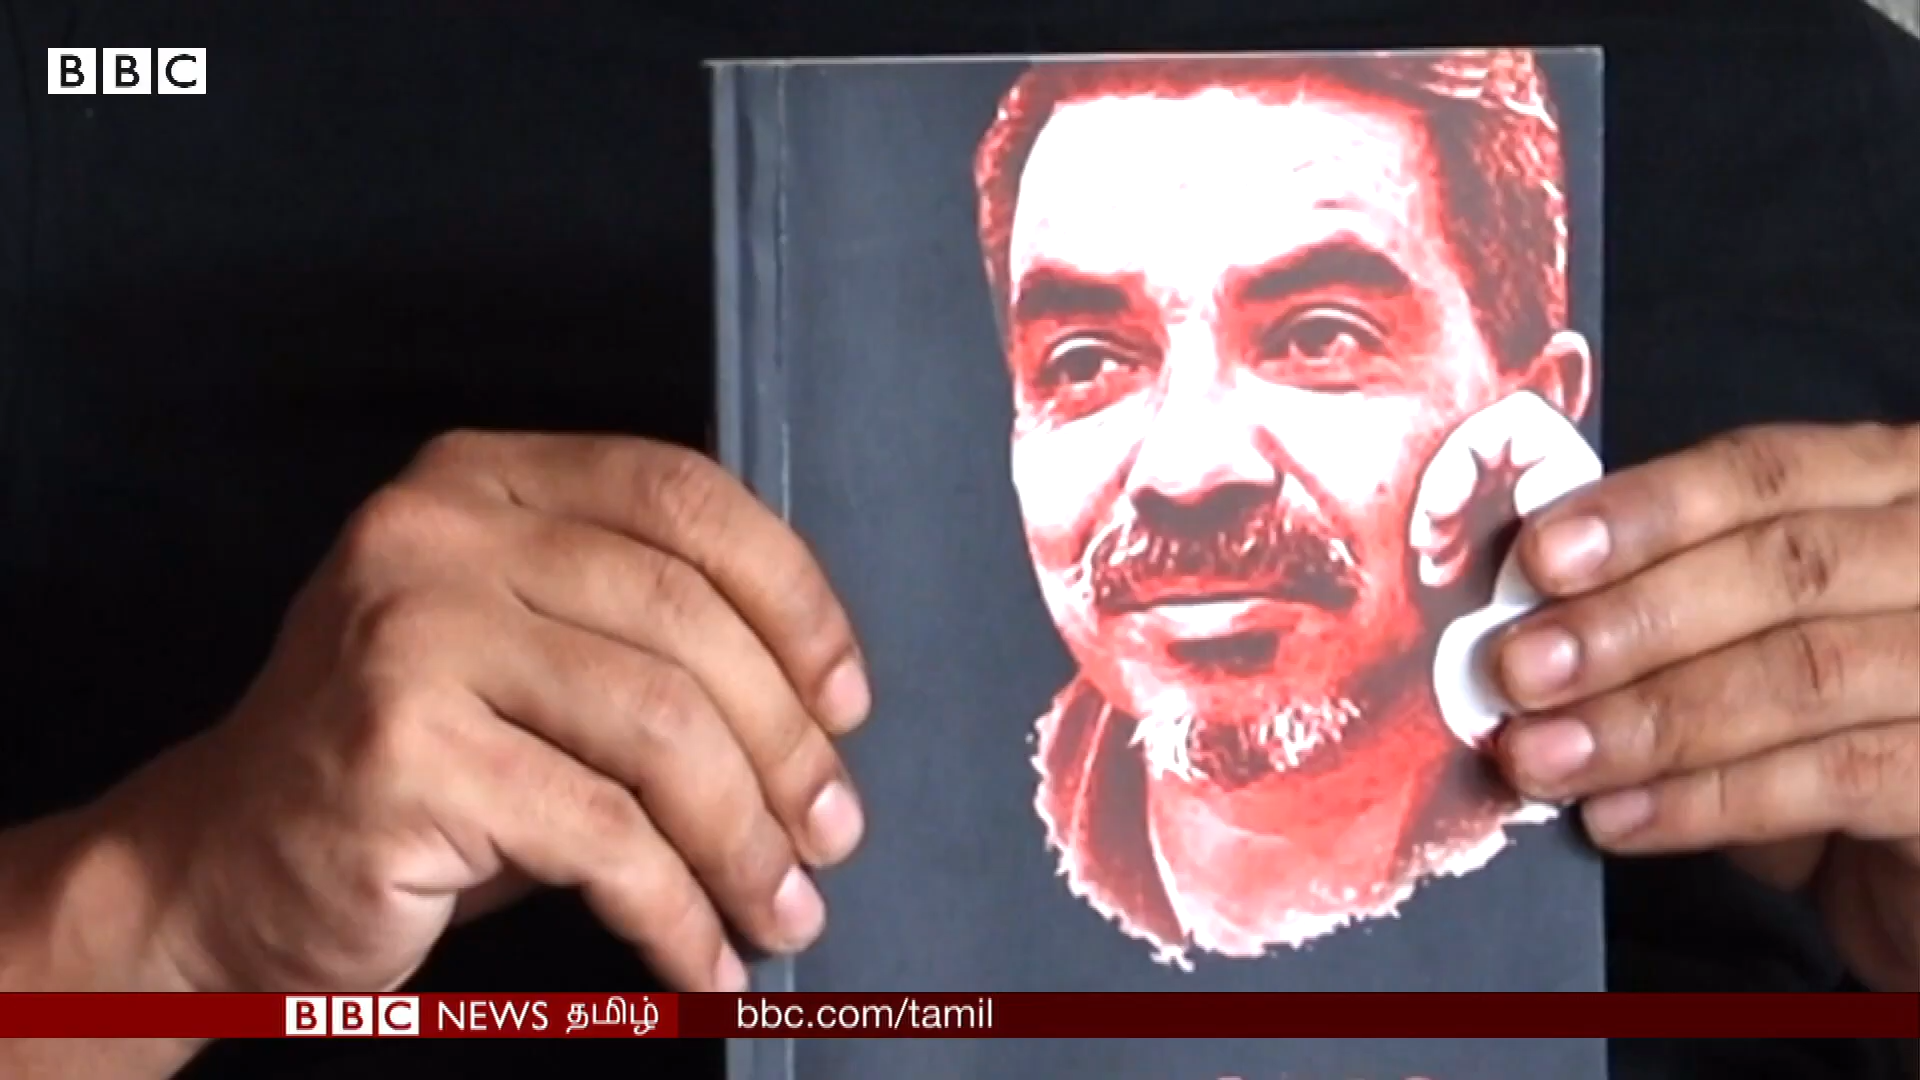 BBC
BBC NEWS தமிழ் bbc.com/tamil